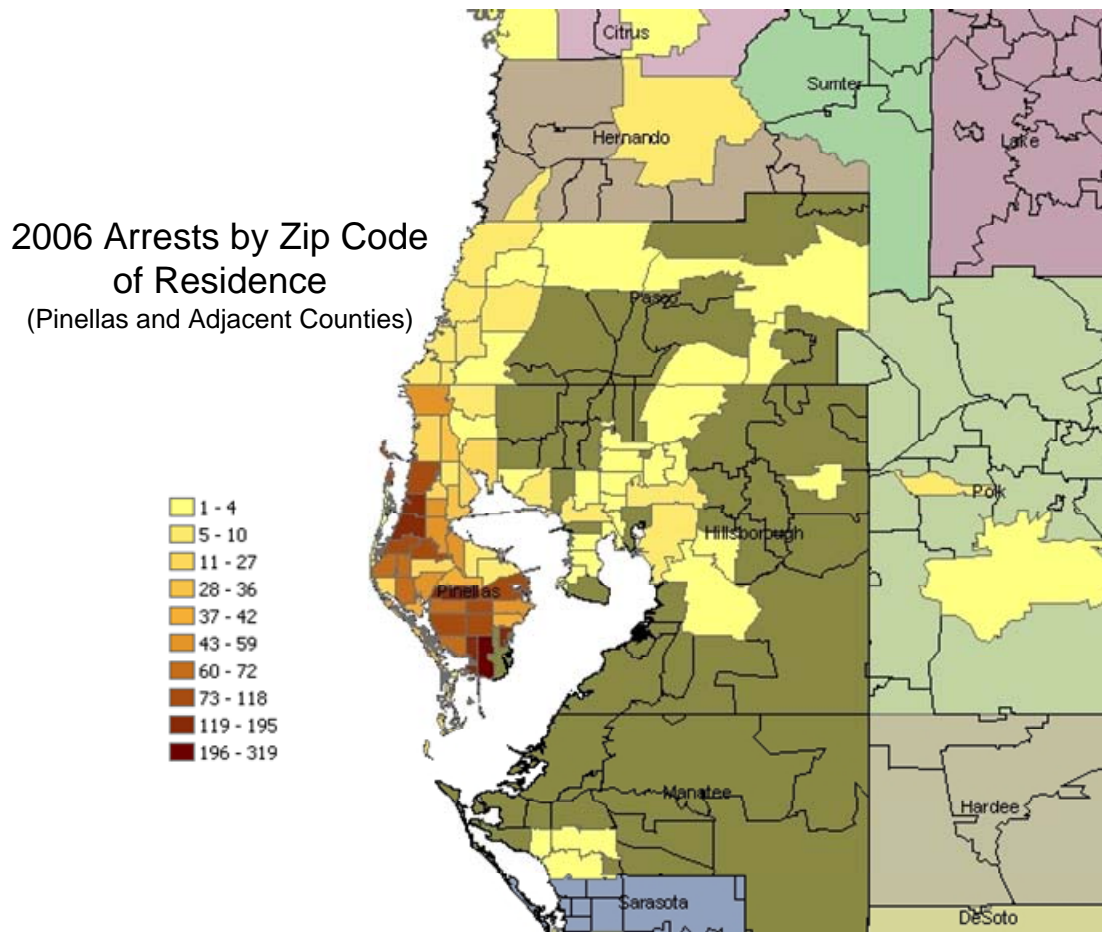 Citrus
Sumter
Hernando
Lake
2006 Arrests by Zip Code
of Residence
(Pinellas and Adjacent Counties)
Pasco
1 - 4
5 - 10
11 - 27
28 - 36
37 - 42
43 - 59
60 - 72
73 - 118
119 - 195
196 - 319
Polk
Hillsborough
Pinellas
Manatee
Hardee
Sarasota
DeSoto